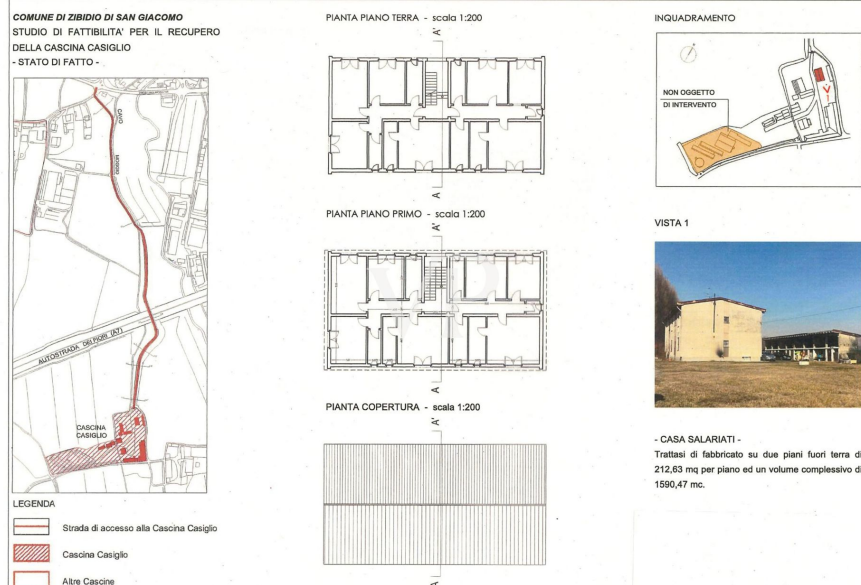 COMUNE DI ZIBIDO DI SAN GIACOMO
STUDIO DI FATTIBILITA' PER IL RECUPERO
DELLA CASCINA CASIGLIO
- STATO DI FATTO -
CAVO
AUTOSTRADA DEI FIORI (A7)
CASCINA
CASIGLIO
LEGENDA
Strada di accesso alla Cascina Casiglio
Cascina Casiglio
Altre Cascine
PIANTA PIANO TERRA - scala 1:200
A'
A
PIANTA PIANO PRIMO - scala 1:200
A'
A
PIANTA COPERTURA - scala 1:200
A'
A
INQUADRAMENTO
NON OGGETTO
DI INTERVENTO
1
VISTA 1
- CASA SALARIATI -
Trattasi di fabbricato su due piani fuori terra di
212,63 mq per piano ed un volume complessivo di
1590,47 mc.